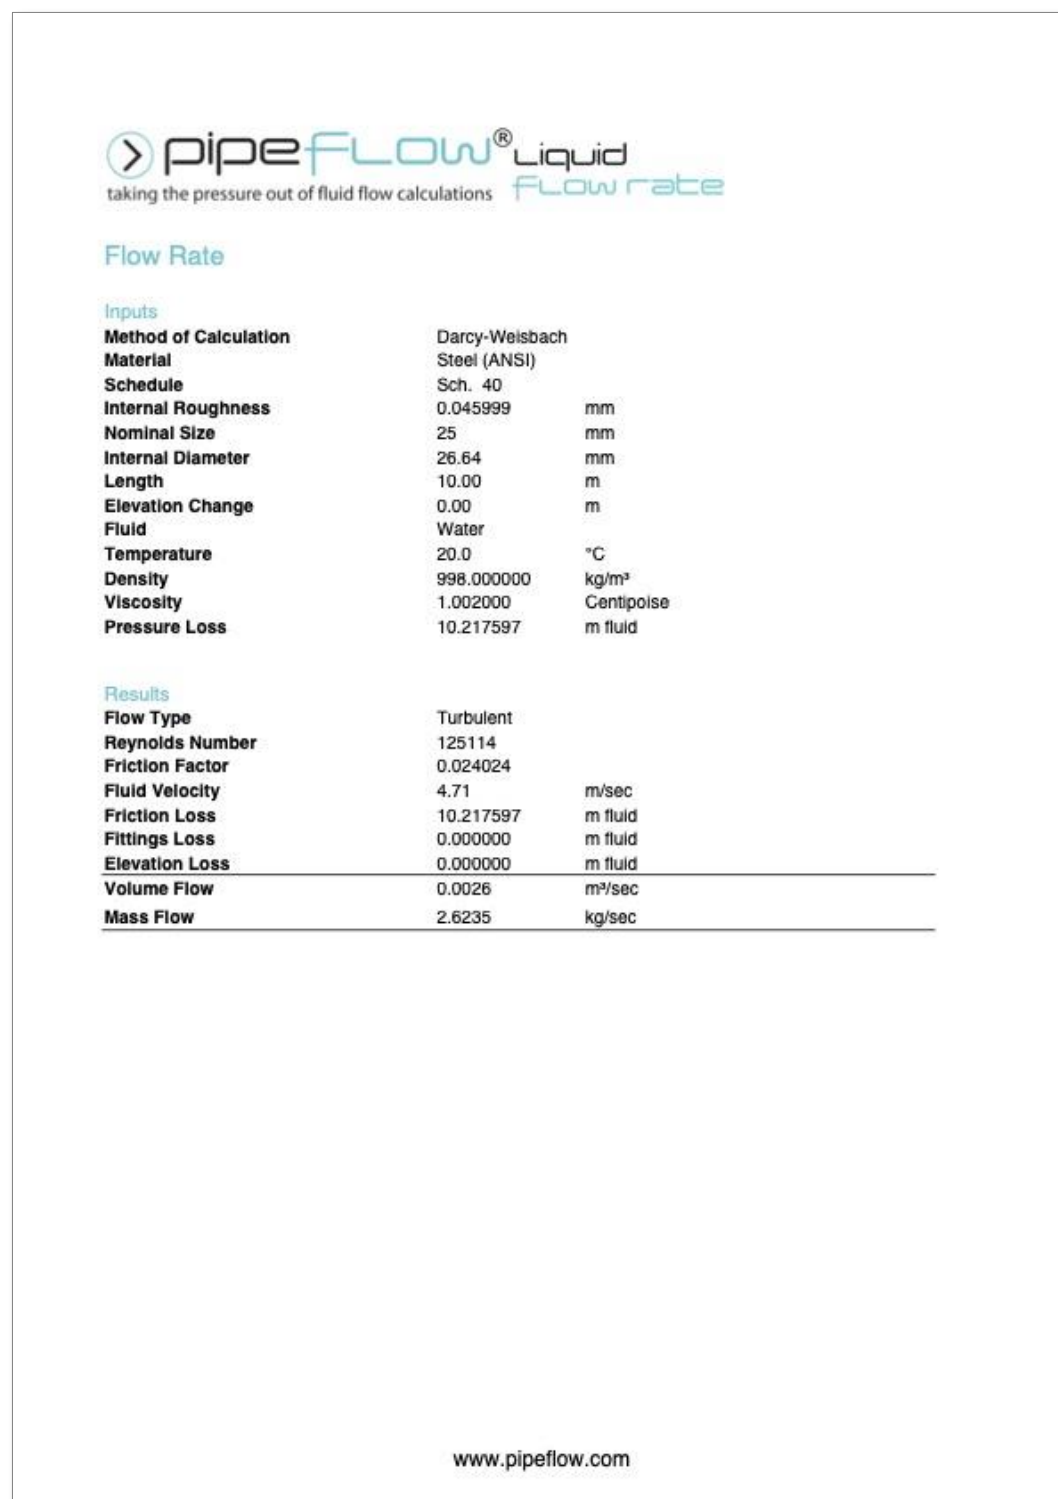 pipeFLOW® Liquid
taking the pressure out of fluid flow calculations FLOW rate
Flow Rate
Inputs
Method of Calculation Darcy-Weisbach
Material Steel (ANSI)
Schedule Sch. 40
Internal Roughness 0.045999 mm
Nominal Size 25 mm
Internal Diameter 26.64 mm
Length 10.00 m
Elevation Change 0.00 m
Fluid Water
Temperature 20.0 °C
Density 998.000000 kg/m³
Viscosity 1.002000 Centipoise
Pressure Loss 10.217597 m fluid
Results
Flow Type Turbulent
Reynolds Number 125114
Friction Factor 0.024024
Fluid Velocity 4.71 m/sec
Friction Loss 10.217597 m fluid
Fittings Loss 0.000000 m fluid
Elevation Loss 0.000000 m fluid
Volume Flow 0.0026 m³/sec
Mass Flow 2.6235 kg/sec
www.pipeflow.com